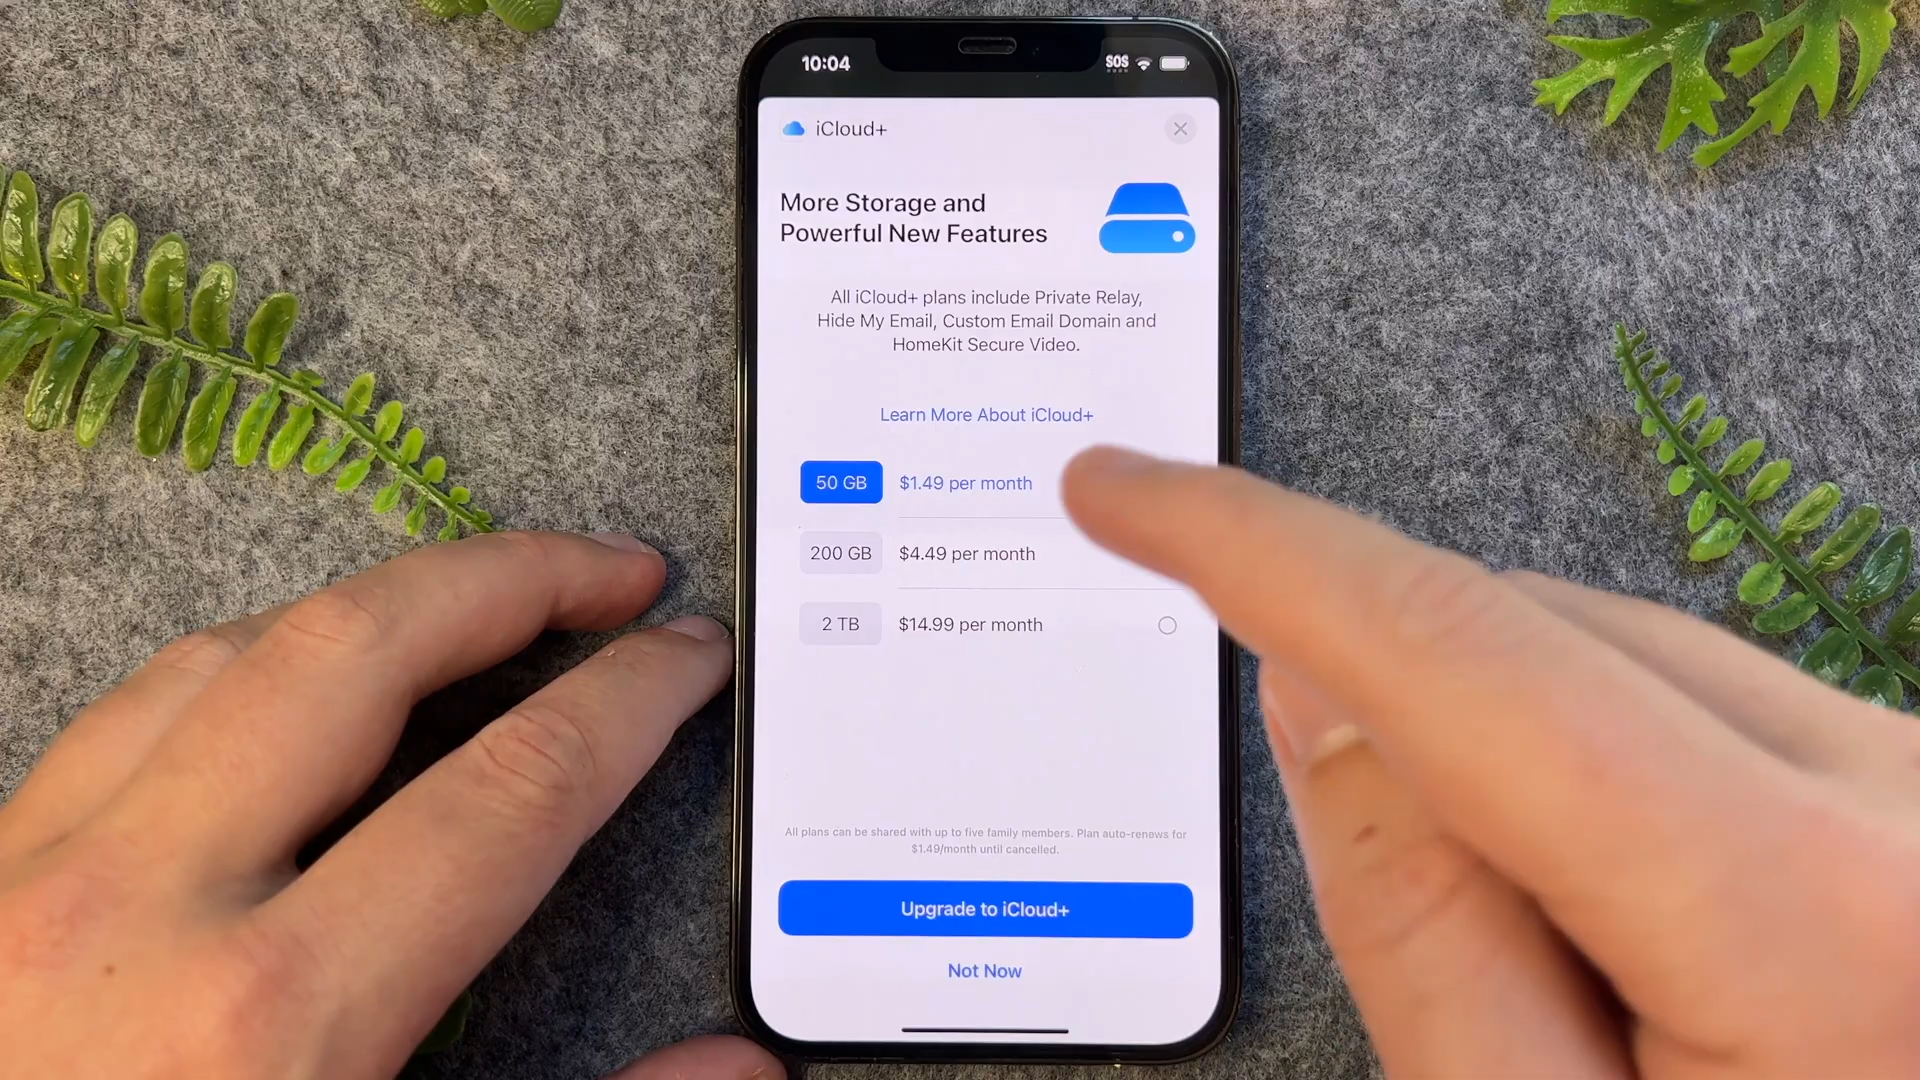 10:04
SOS
iCloud+
More Storage and
Powerful New Features
All iCloud+ plans include Private Relay,
Hide My Email, Custom Email Domain and
HomeKit Secure Video.
Learn More About iCloud+
50 GB $1.49 per month
200 GB $4.49 per month
2 TB $14.99 per month
All plans can be shared with up to five family members. Plan auto-renews for
$1.49/month until cancelled.
Upgrade to iCloud+
Not Now